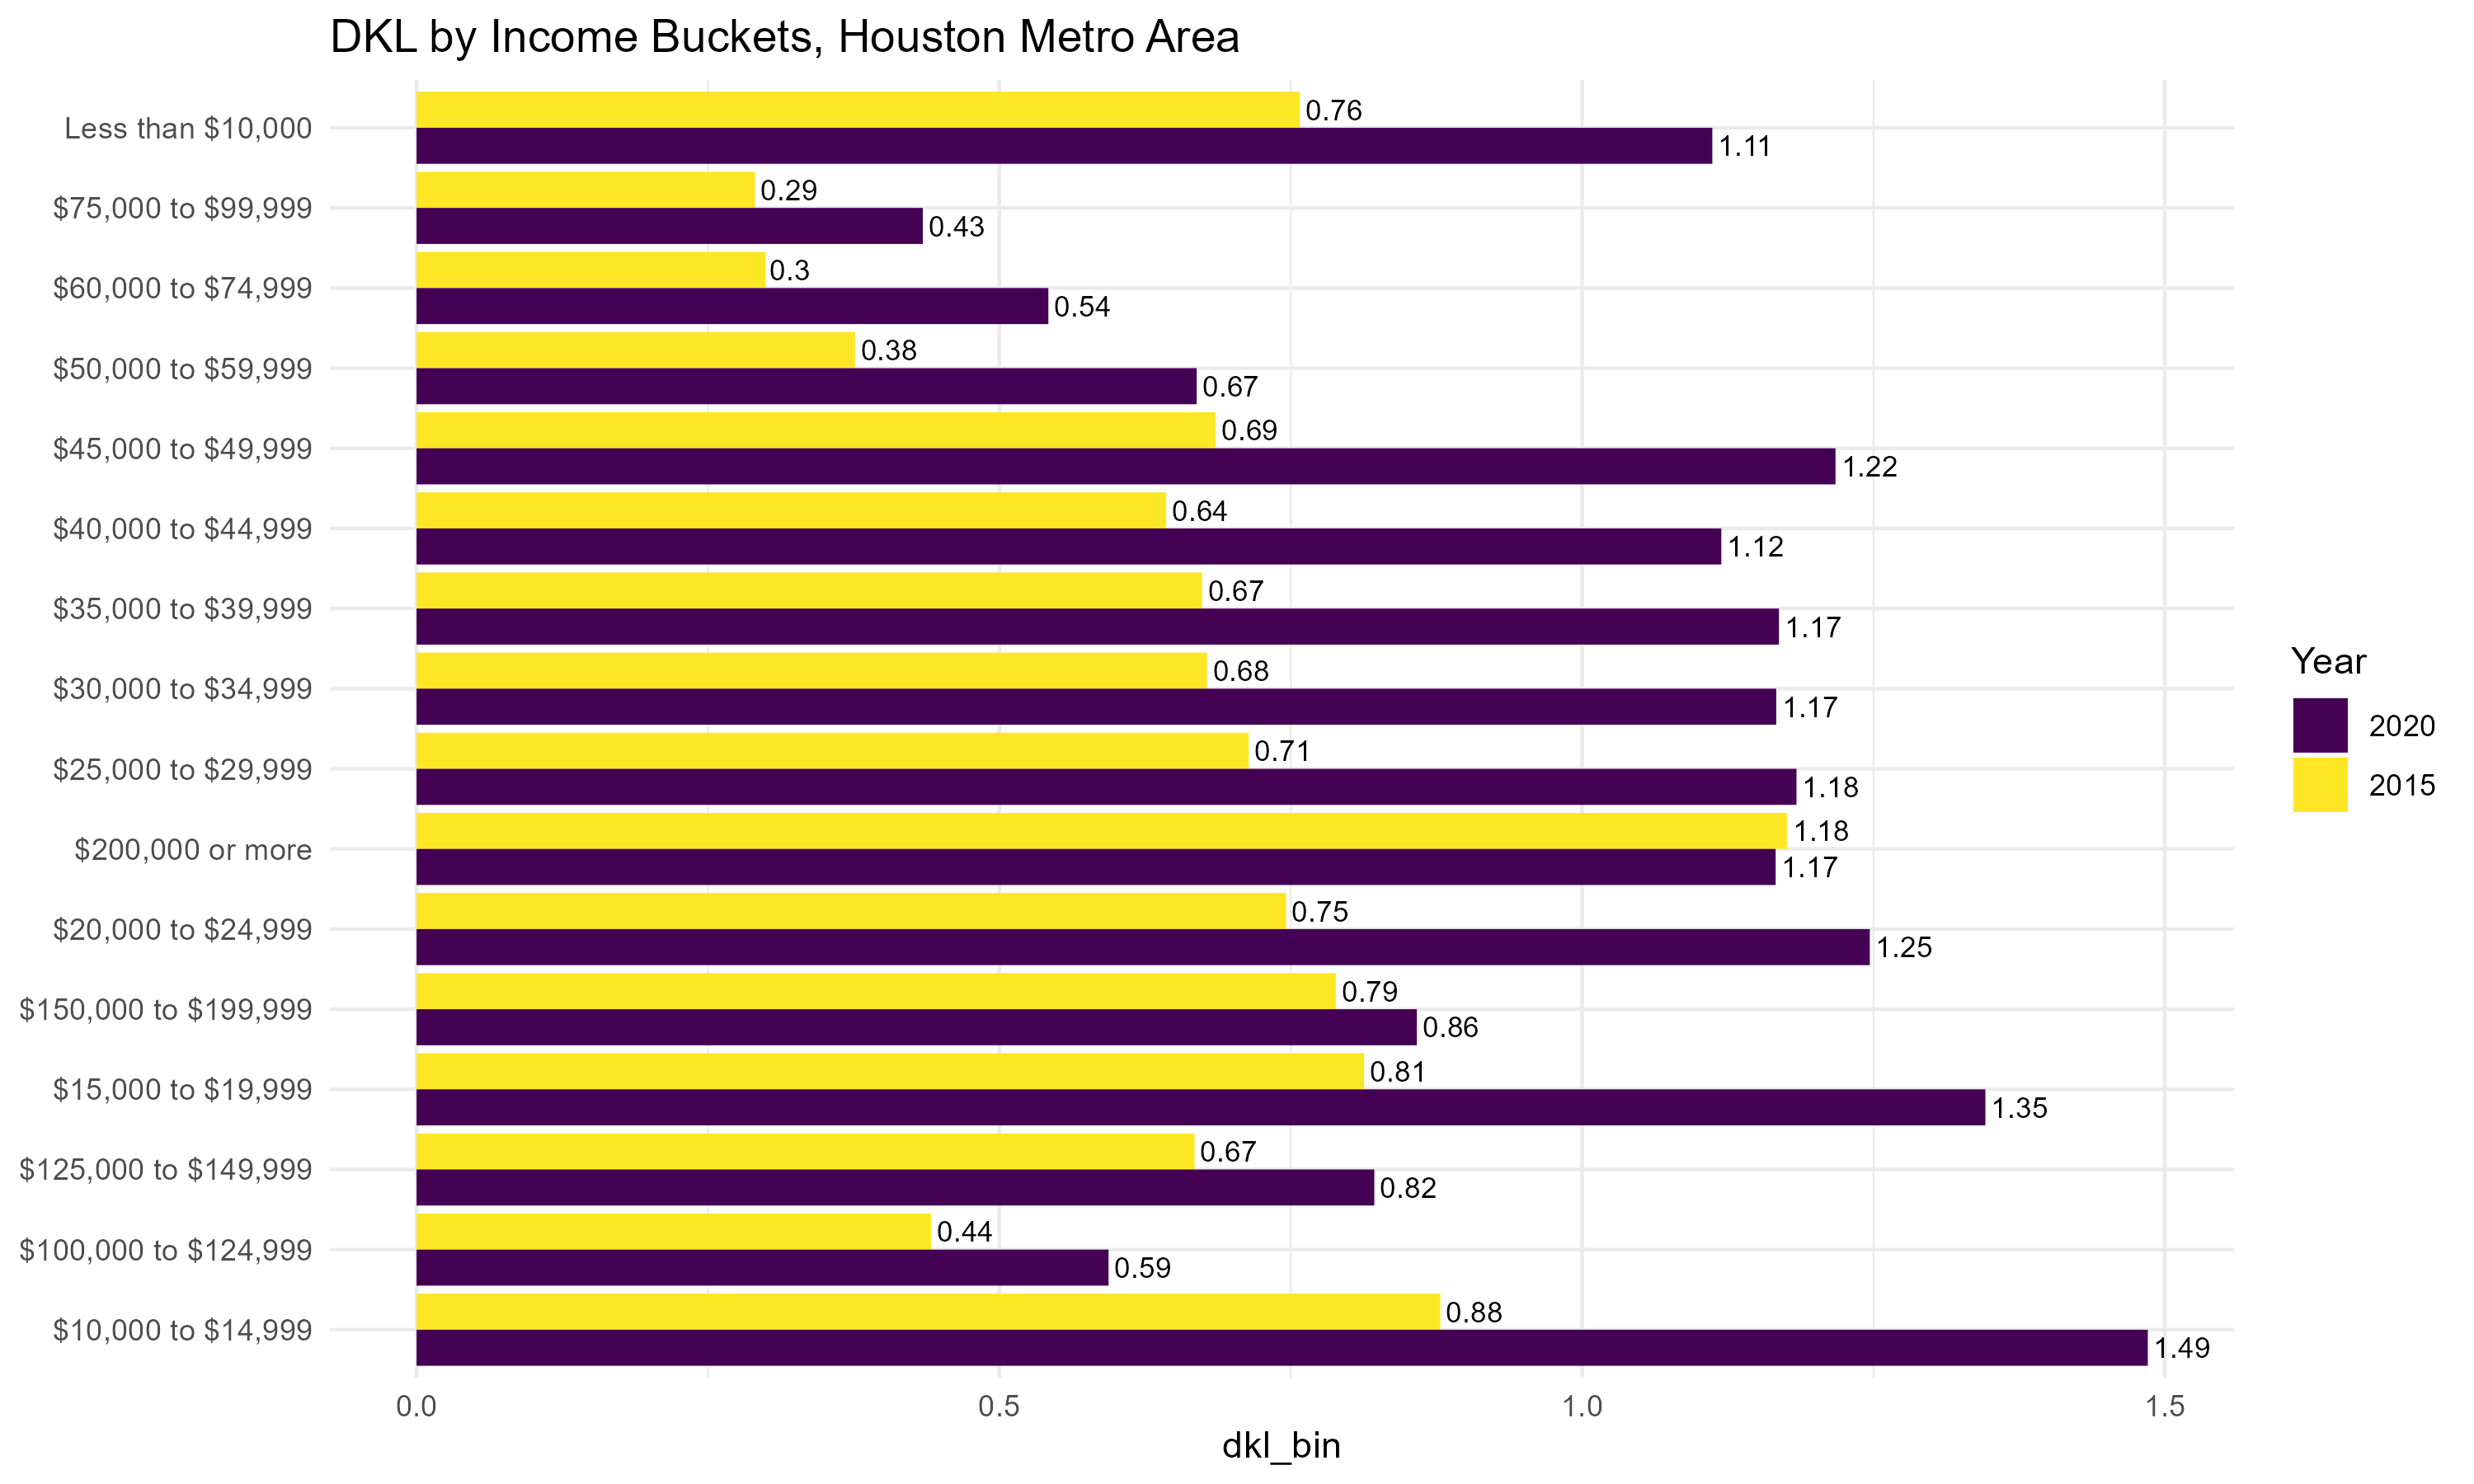 DKL by Income Buckets, Houston Metro Area
Less than $10,000
0.76
1.11
$75,000 to $99,999
0.29
0.43
$60,000 to $74,999
0.3
0.54
$50,000 to $59,999
0.38
0.67
$45,000 to $49,999
0.69
1.22
$40,000 to $44,999
0.64
1.12
$35,000 to $39,999
0.67
1.17
$30,000 to $34,999
0.68
1.17
$25,000 to $29,999
0.71
1.18
$200,000 or more
1.18
1.17
$20,000 to $24,999
0.75
1.25
$150,000 to $199,999
0.79
0.86
$15,000 to $19,999
0.81
1.35
$125,000 to $149,999
0.67
0.82
$100,000 to $124,999
0.44
0.59
$10,000 to $14,999
0.88
1.49
0.0 0.5 1.0 1.5
dkl_bin
Year
2020
2015